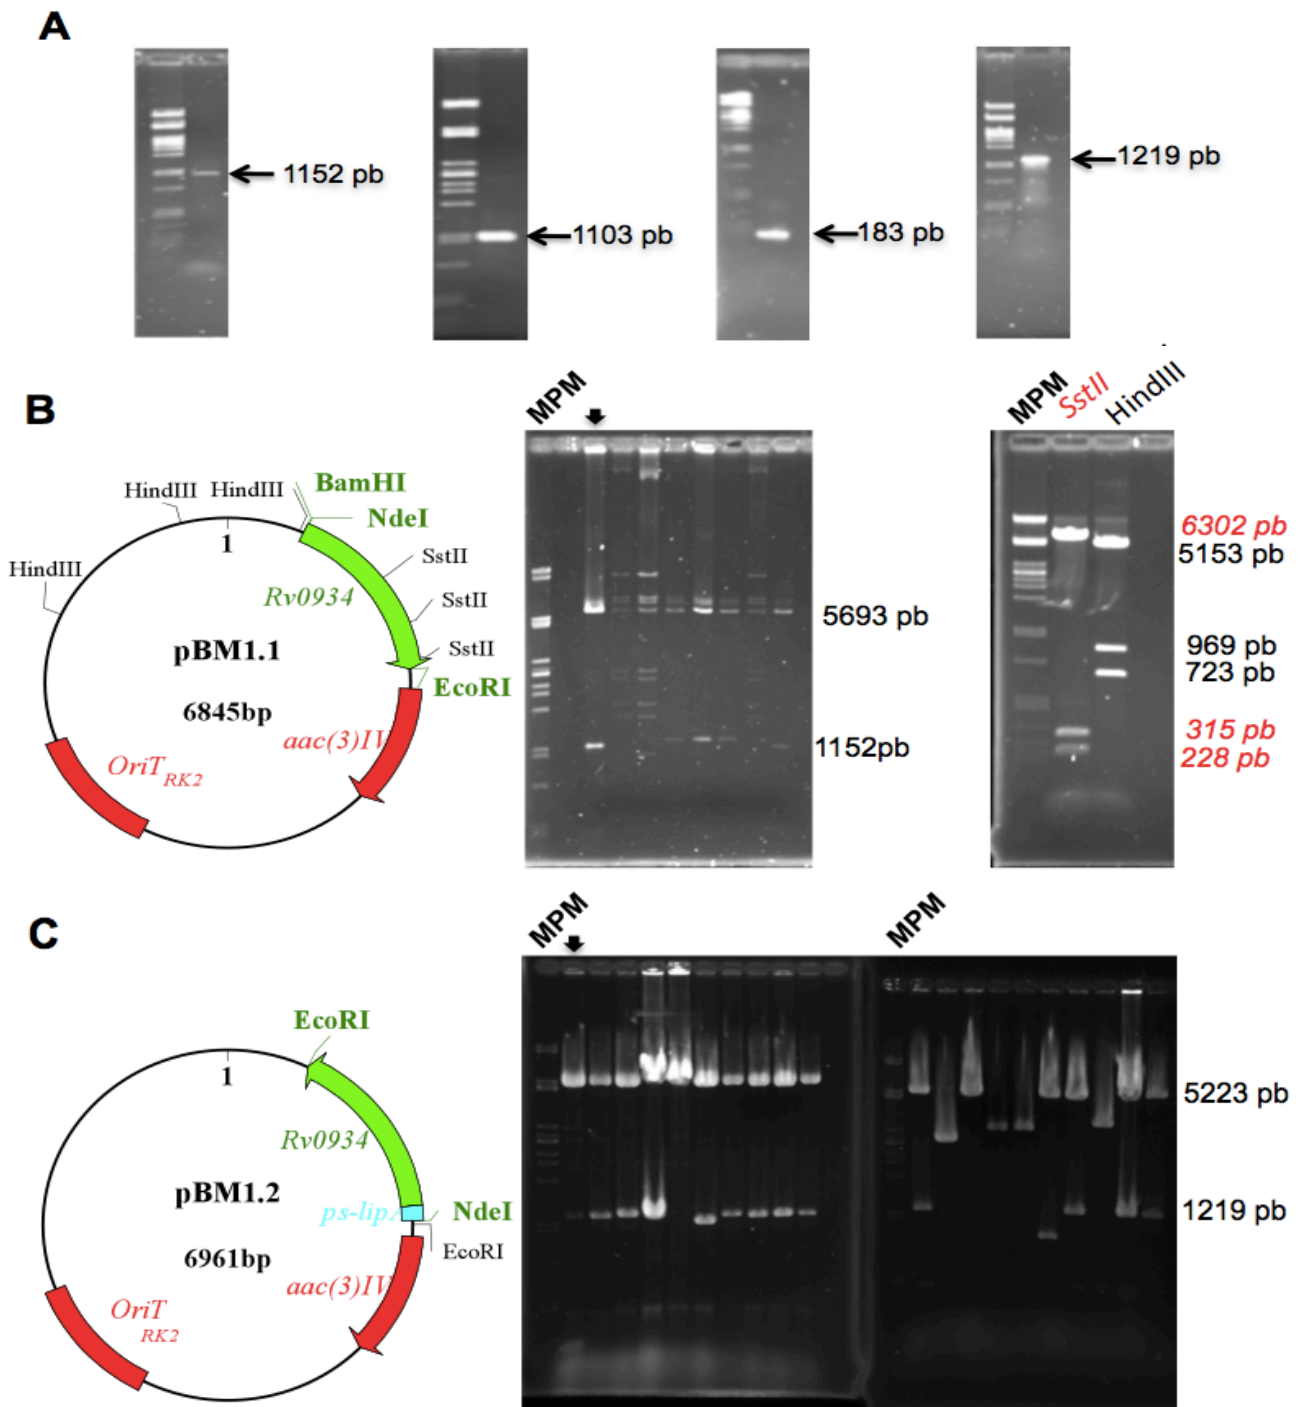 A
1152 pb
1103 pb
183 pb
1219 pb
B
MPM
MPM
SstII
HindIII
HindIII
HindIII
BamHI
NdeI
1
HindIII
SstII
Rv0934
SstII
pBM1.1
SstII
EcoRI
6845bp
aac(3)IV
OriT RK2
5693 pb
1152pb
6302 pb
5153 pb
969 pb
723 pb
315 pb
228 pb
C
MPM
MPM
EcoRI
1
Rv0934
pBM1.2
ps-lipA
NdeI
EcoRI
6961bp
aac(3)IV
OriT
RK2
5223 pb
1219 pb